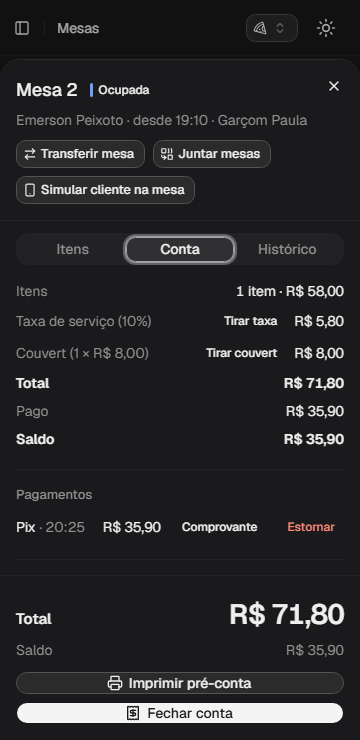 Mesas
Mesa 2 Ocupada
Emerson Peixoto · desde 19:10 · Garçom Paula
Transferir mesa Juntar mesas
Simular cliente na mesa
Itens Conta Histórico
Itens 1 item · R$ 58,00
Taxa de serviço (10%) Tirar taxa R$ 5,80
Couvert (1 × R$ 8,00) Tirar couvert R$ 8,00
Total R$ 71,80
Pago R$ 35,90
Saldo R$ 35,90
Pagamentos
Pix · 20:25 R$ 35,90 Comprovante Estornar
Total R$ 71,80
Saldo R$ 35,90
Imprimir pré-conta
Fechar conta